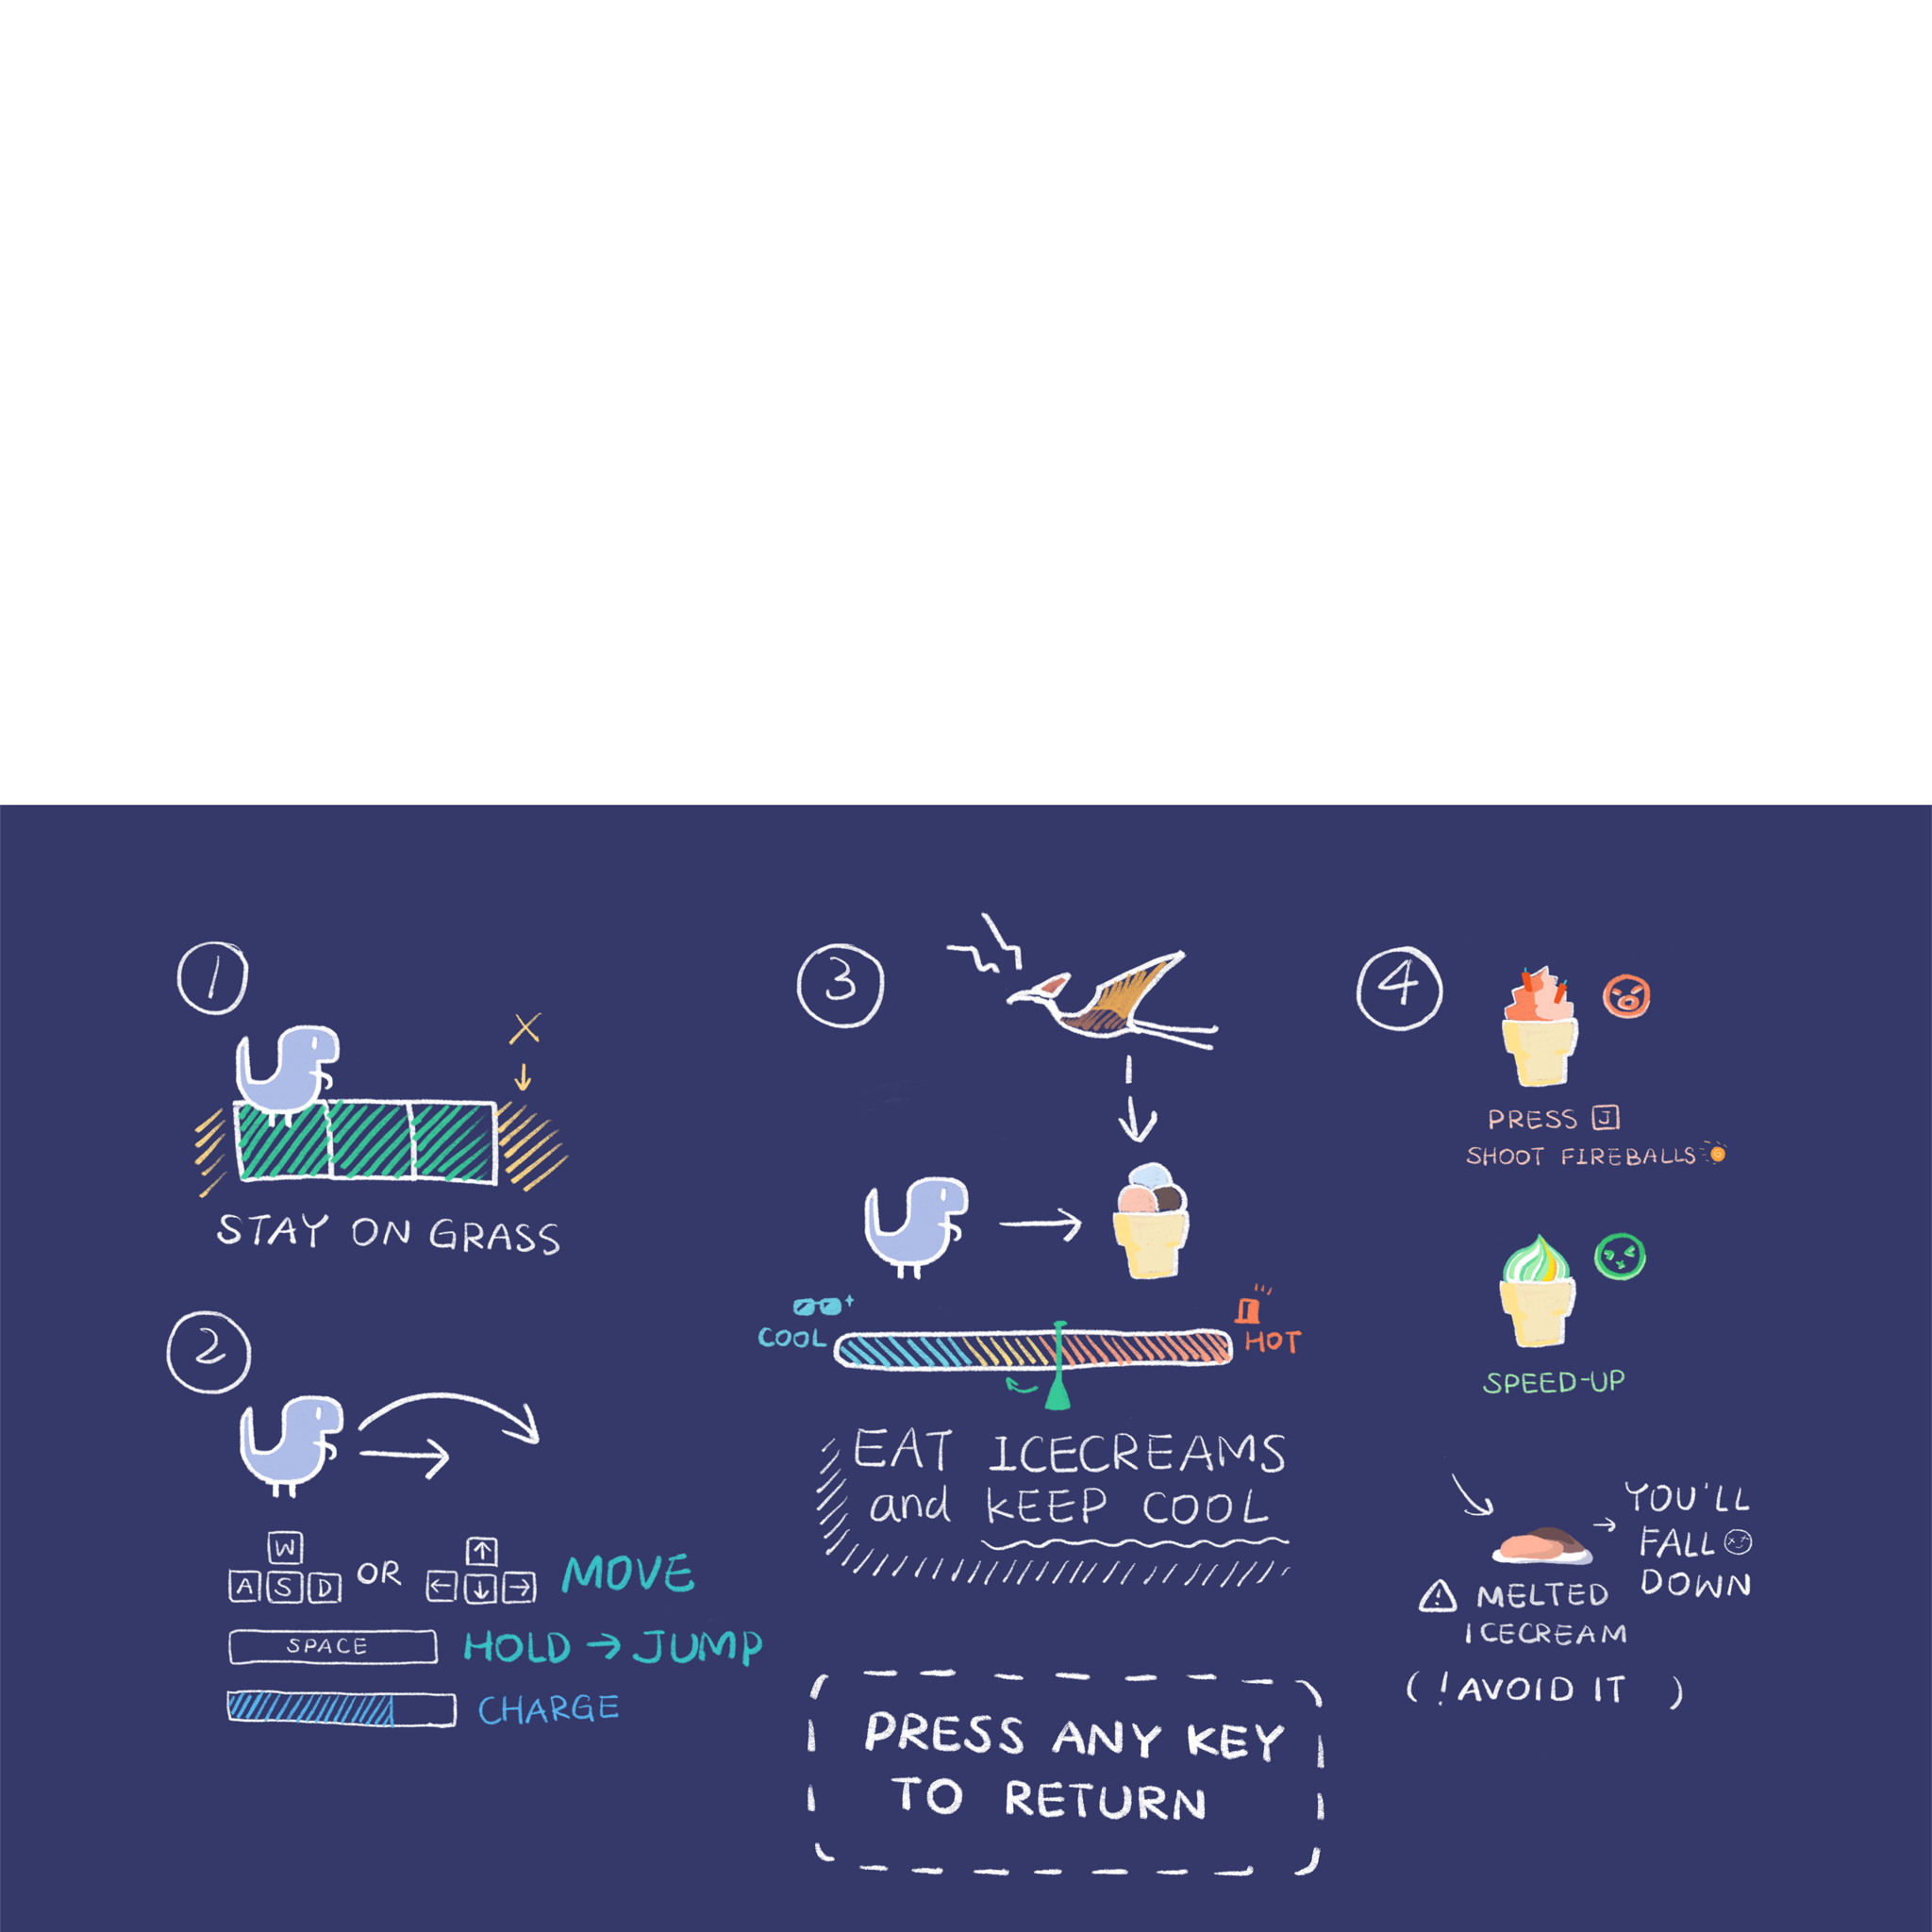 1
STAY ON GRASS
2
W
A S D OR ← ↑ ↓ → MOVE
SPACE HOLD → JUMP
CHARGE
3
COOL
HOT
EAT ICECREAMS
and KEEP COOL
PRESS ANY KEY
TO RETURN
4
PRESS J
SHOOT FIREBALLS
SPEED-UP
YOU'LL
FALL
DOWN
! MELTED
ICECREAM
(!AVOID IT )